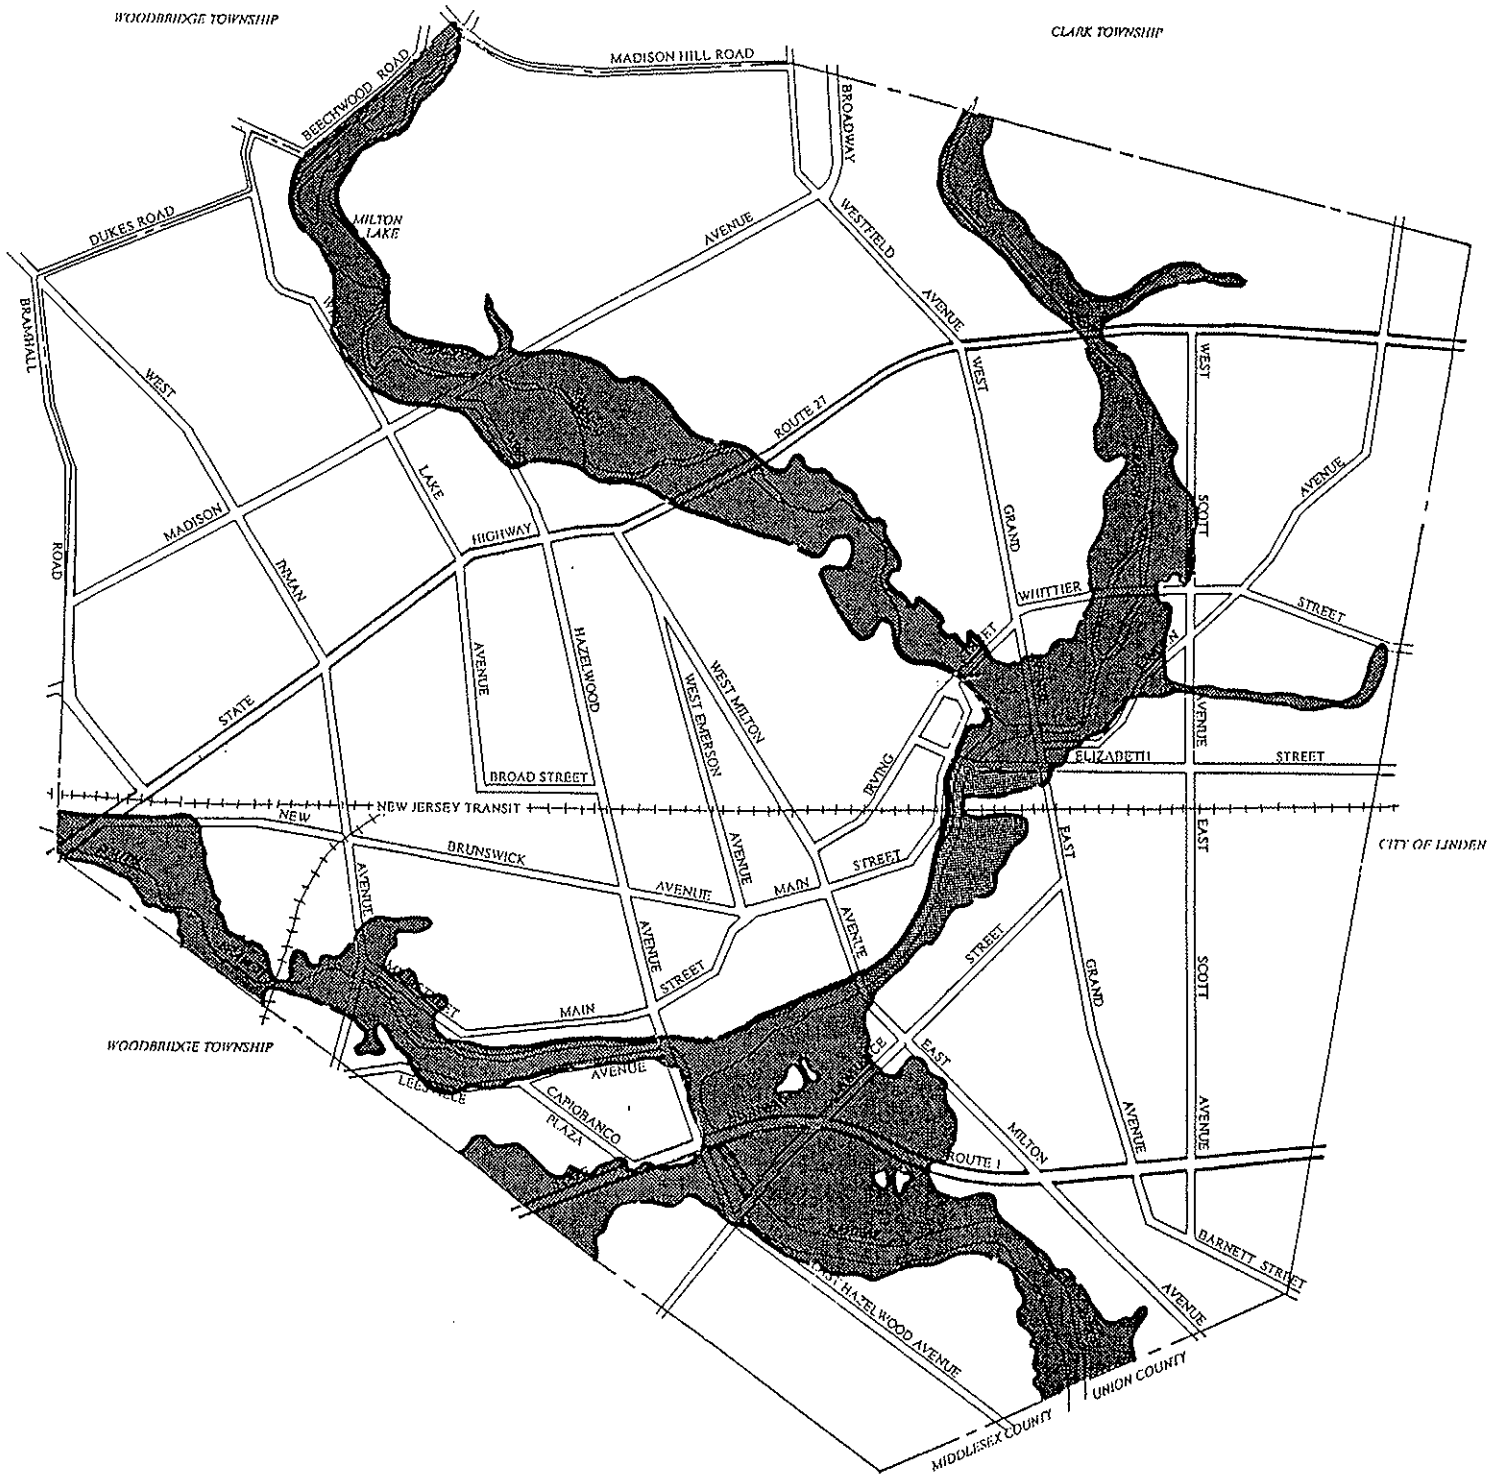 WOODBRIDGE TOWNSHIP
CLARK TOWNSHIP
MADISON HILL ROAD
BEECHWOOD ROAD
BROADWAY
DUKES ROAD
MILTON
LAKE
AVENUE
WESTFIELD
AVENUE
BRAMHALL
ROAD
WEST
WEST
WEST
ROUTE 27
LAKE
MADISON
HIGHWAY
INMAN
GRAND
SCOTT
AVENUE
WHITTIER
STREET
STATE
AVENUE
HAZELWOOD
WEST MILTON
WEST EMERSON
AVENUE
IRVING
ELIZABETH
STREET
BROAD STREET
NEW JERSEY TRANSIT
NEW
BRUNSWICK
AVENUE
AVENUE
MAIN
STREET
EAST
EAST
CITY OF LINDEN
AVENUE
AVENUE
AVENUE
STREET
STREET
GRAND
SCOTT
MAIN
WOODBRIDGE TOWNSHIP
AVENUE
CAPIOBANCO
PLAZA
EAST
MILTON
AVENUE
AVENUE
ROUTE 1
BARNETT STREET
AVENUE
EAST HAZELWOOD AVENUE
MIDDLESEX COUNTY
UNION COUNTY